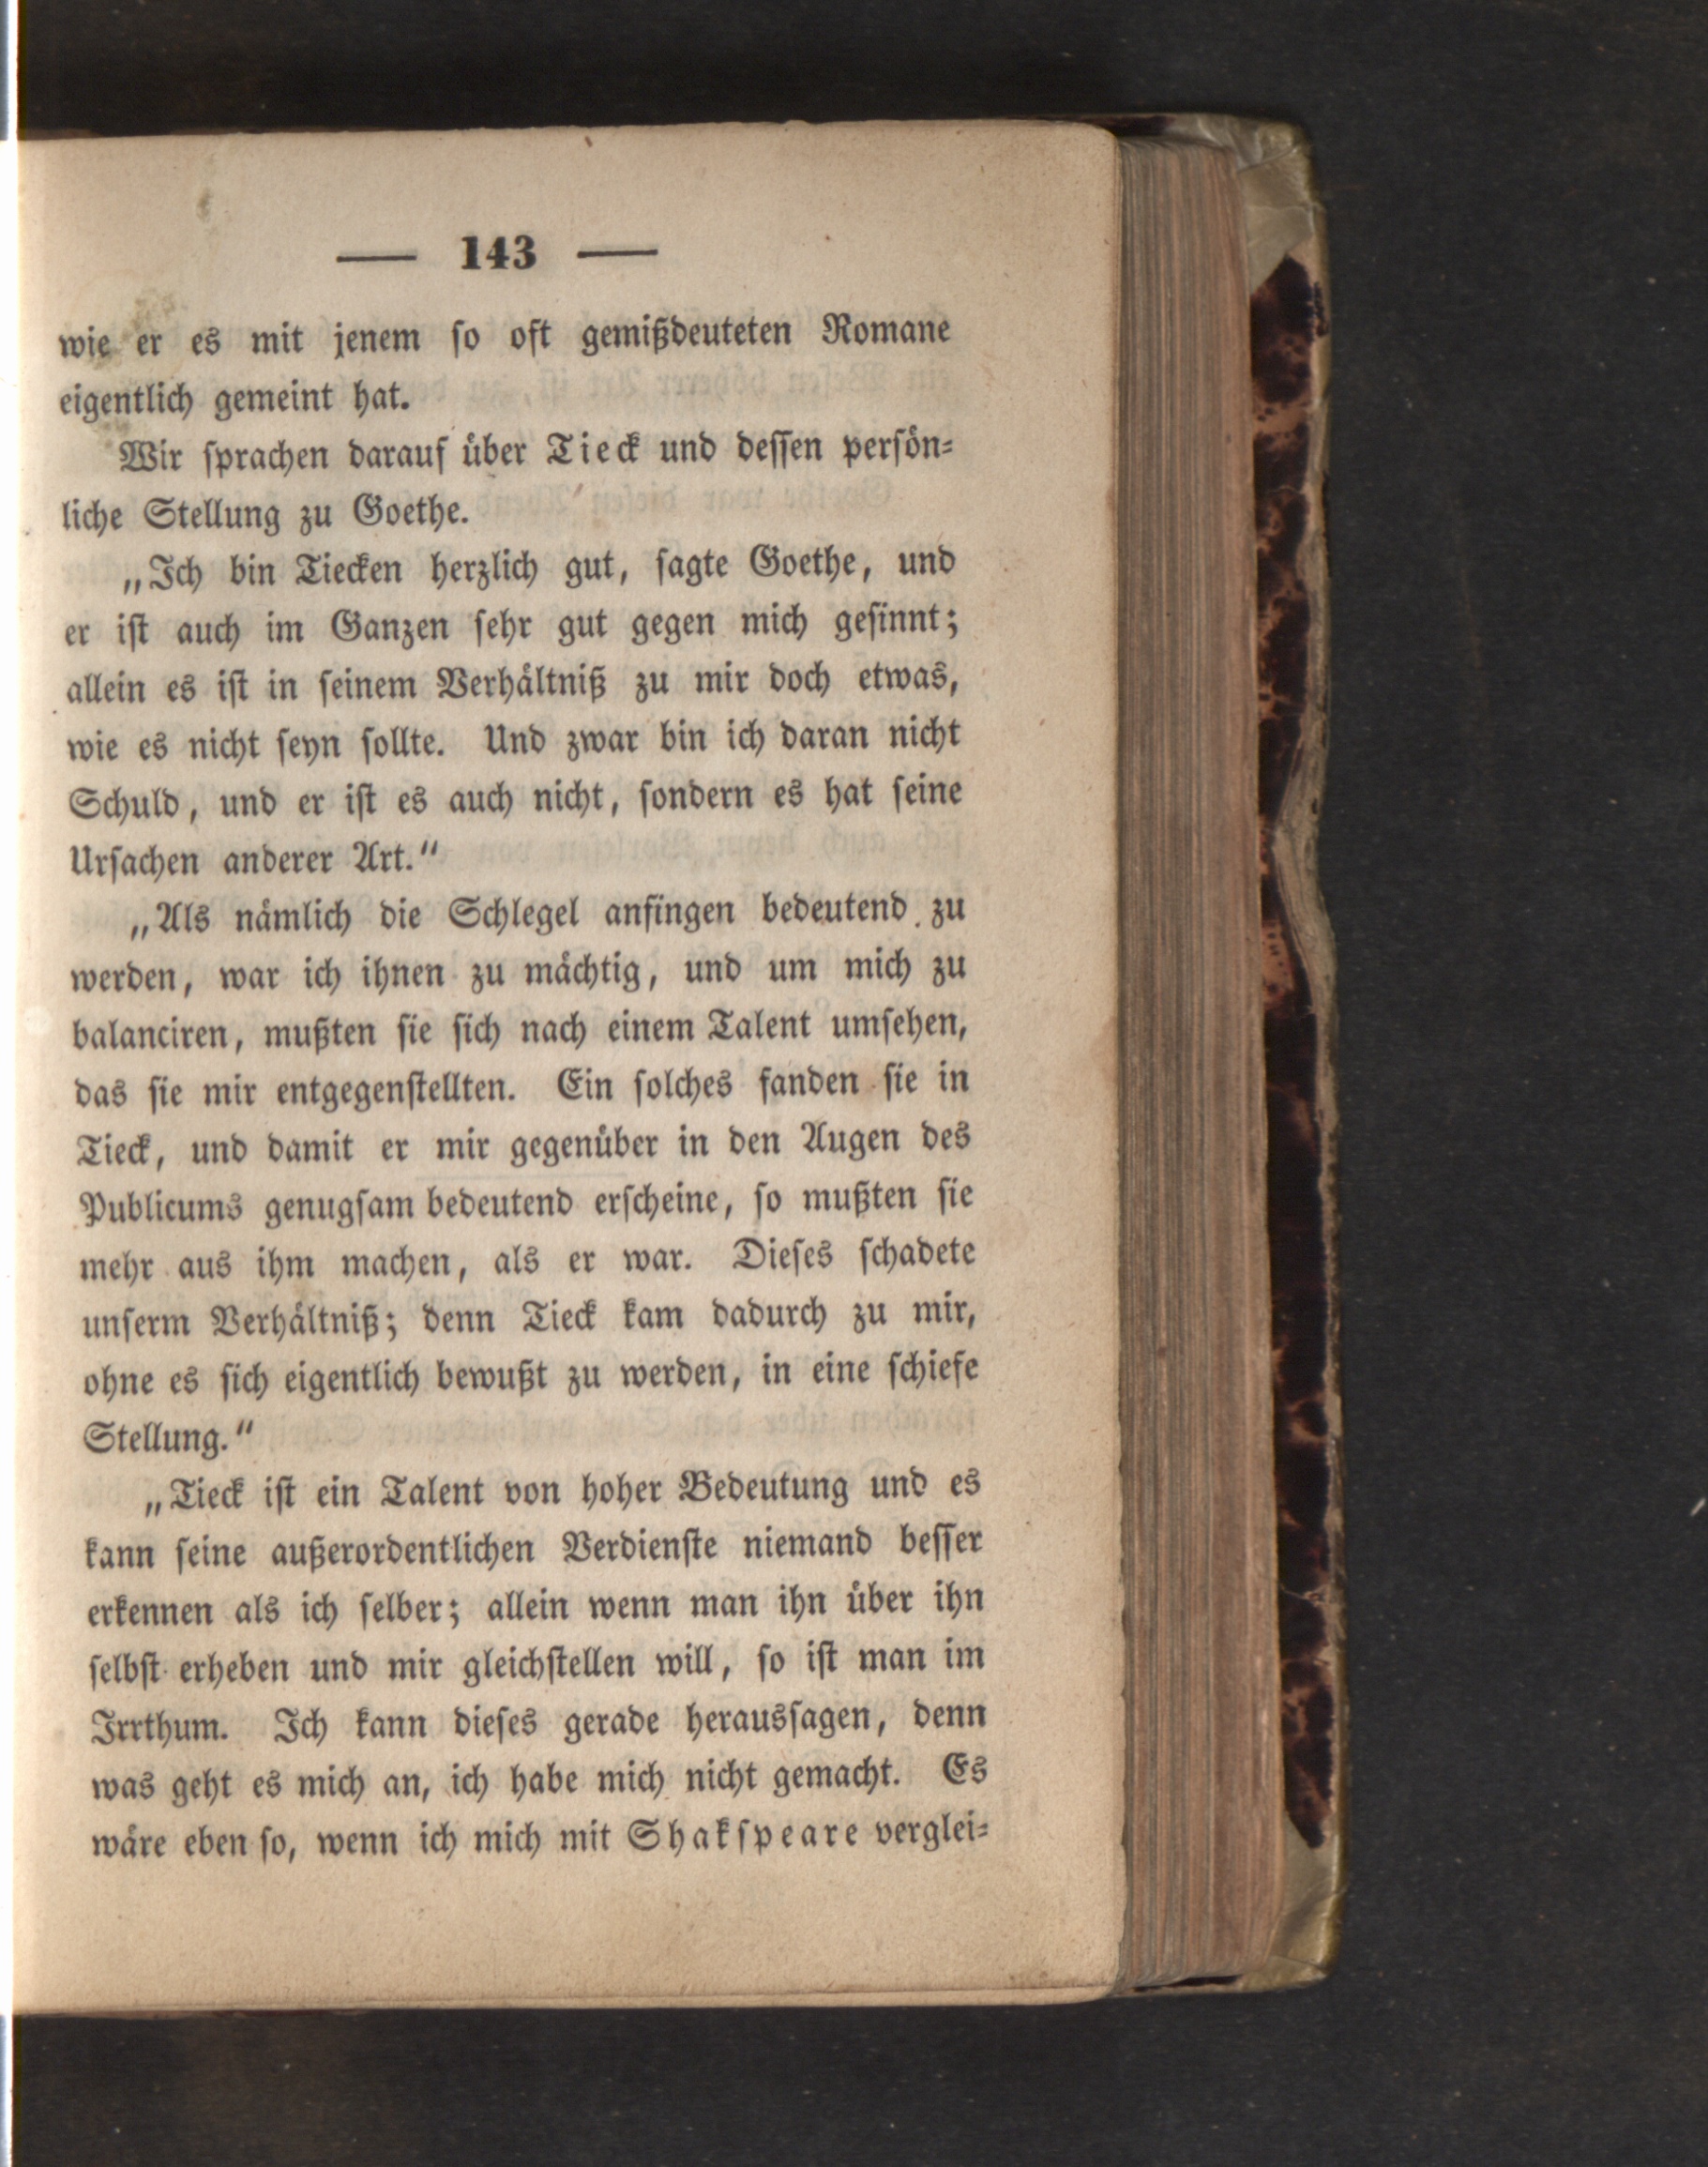 — 143 —
wie er es mit jenem ſo oft gemißdeuteten Romane
eigentlich gemeint hat.
Wir ſprachen darauf über Tieck und deſſen perſön⸗
liche Stellung zu Goethe.
„Ich bin Tiecken herzlich gut, ſagte Goethe, und
er iſt auch im Ganzen ſehr gut gegen mich geſinnt;
allein es iſt in ſeinem Verhältniß zu mir doch etwas,
wie es nicht ſeyn ſollte. Und zwar bin ich daran nicht
Schuld, und er iſt es auch nicht, ſondern es hat ſeine
Urſachen anderer Art.“
„Als nämlich die Schlegel anfingen bedeutend zu
werden, war ich ihnen zu mächtig, und um mich zu
balanciren, mußten ſie ſich nach einem Talent umſehen,
das ſie mir entgegenſtellten. Ein ſolches fanden ſie in
Tieck, und damit er mir gegenüber in den Augen des
Publicums genugſam bedeutend erſcheine, ſo mußten ſie
mehr aus ihm machen, als er war. Dieſes ſchadete
unſerm Verhältniß; denn Tieck kam dadurch zu mir,
ohne es ſich eigentlich bewußt zu werden, in eine ſchiefe
Stellung.“
„Tieck iſt ein Talent von hoher Bedeutung und es
kann ſeine außerordentlichen Verdienſte niemand beſſer
erkennen als ich ſelber; allein wenn man ihn über ihn
ſelbſt erheben und mir gleichſtellen will, ſo iſt man im
Irrthum. Ich kann dieſes gerade herausſagen, denn
was geht es mich an, ich habe mich nicht gemacht. Es
wäre eben ſo, wenn ich mich mit Shakſpeare verglei⸗